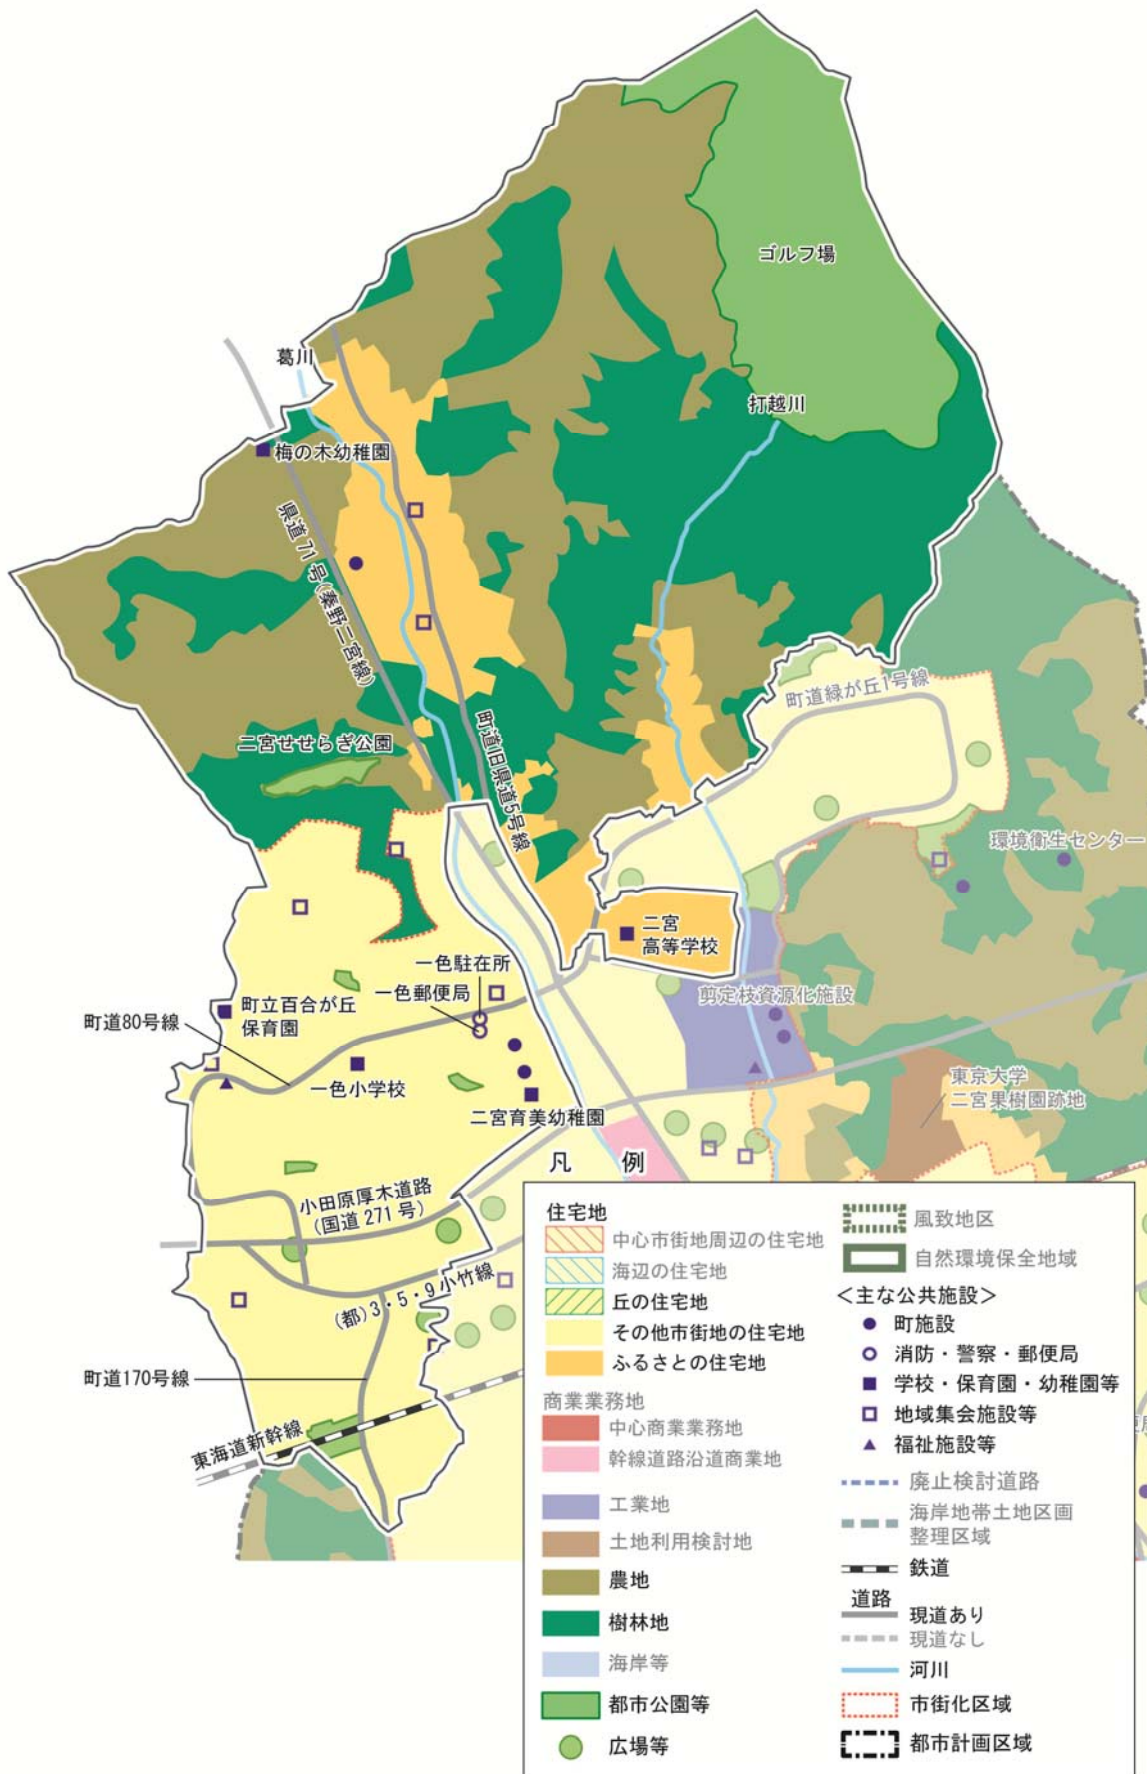 ゴルフ場
葛川
打越川
梅の木幼稚園
県道71号(秦野二宮線)
町道緑が丘1号線
二宮せせらぎ公園
町道旧県道5号線
環境衛生センター
二宮
高等学校
一色駐在所
一色郵便局
剪定枝資源化施設
町立百合が丘
保育園
町道80号線
一色小学校
東京大学
二宮果樹園跡地
二宮育美幼稚園
小田原厚木道路
(国道271号)
(都)3・5・9小竹線
町道170号線
東海道新幹線
凡 例
住宅地
中心市街地周辺の住宅地
海辺の住宅地
丘の住宅地
その他市街地の住宅地
ふるさとの住宅地
商業業務地
中心商業業務地
幹線道路沿道商業地
工業地
土地利用検討地
農地
樹林地
海岸等
都市公園等
広場等
風致地区
自然環境保全地域
＜主な公共施設＞
町施設
消防・警察・郵便局
学校・保育園・幼稚園等
地域集会施設等
福祉施設等
廃止検討道路
海岸地帯土地区画
整理区域
鉄道
道路
現道あり
現道なし
河川
市街化区域
都市計画区域